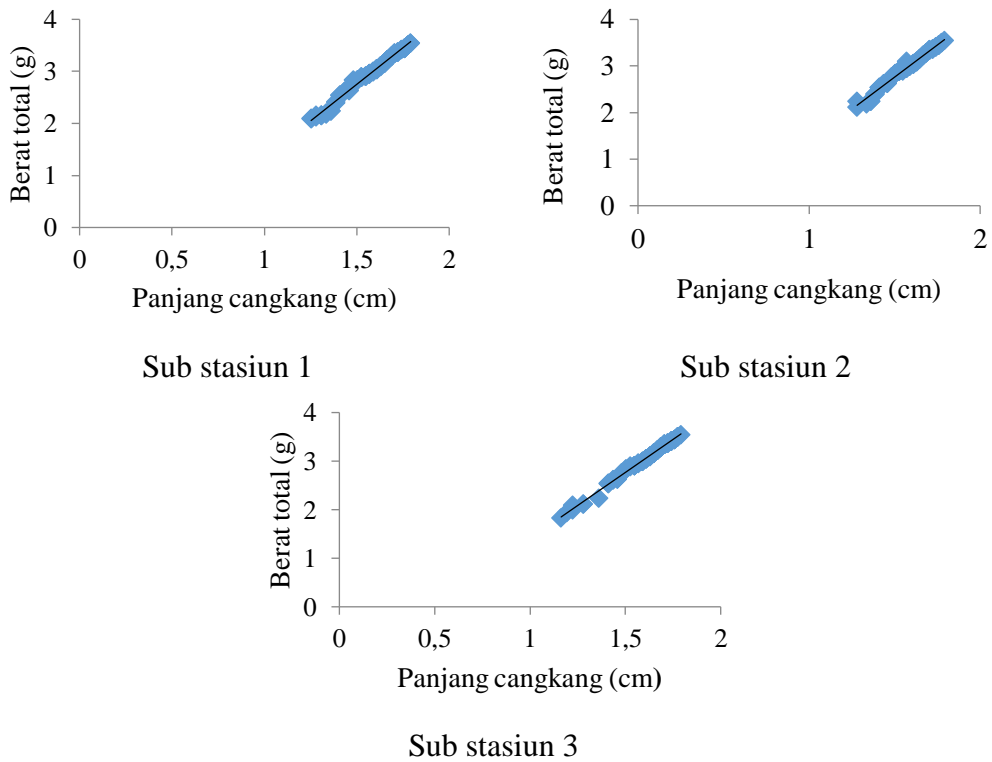 4
3
2
1
0
Berat total (g)
0 0,5 1 1,5 2
Panjang cangkang (cm)
Sub stasiun 1
4
3
2
1
0
Berat total (g)
0 1 2
Panjang cangkang (cm)
Sub stasiun 2
4
3
2
1
0
Berat total (g)
0 0,5 1 1,5 2
Panjang cangkang (cm)
Sub stasiun 3